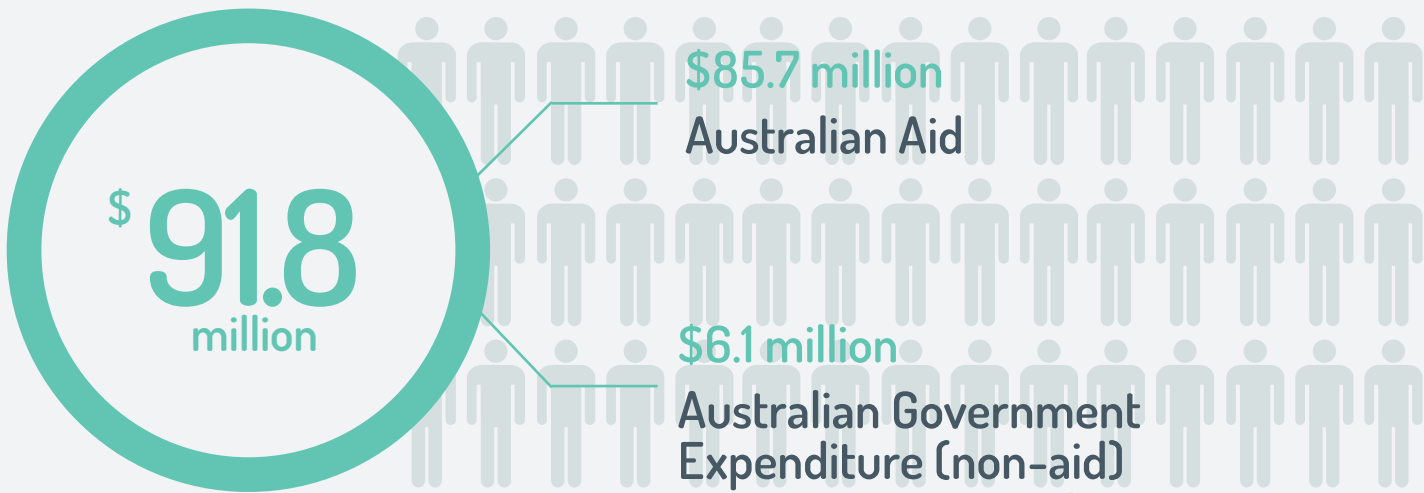 $91.8
million
$85.7 million
Australian Aid
$6.1 million
Australian Government
Expenditure (non-aid)